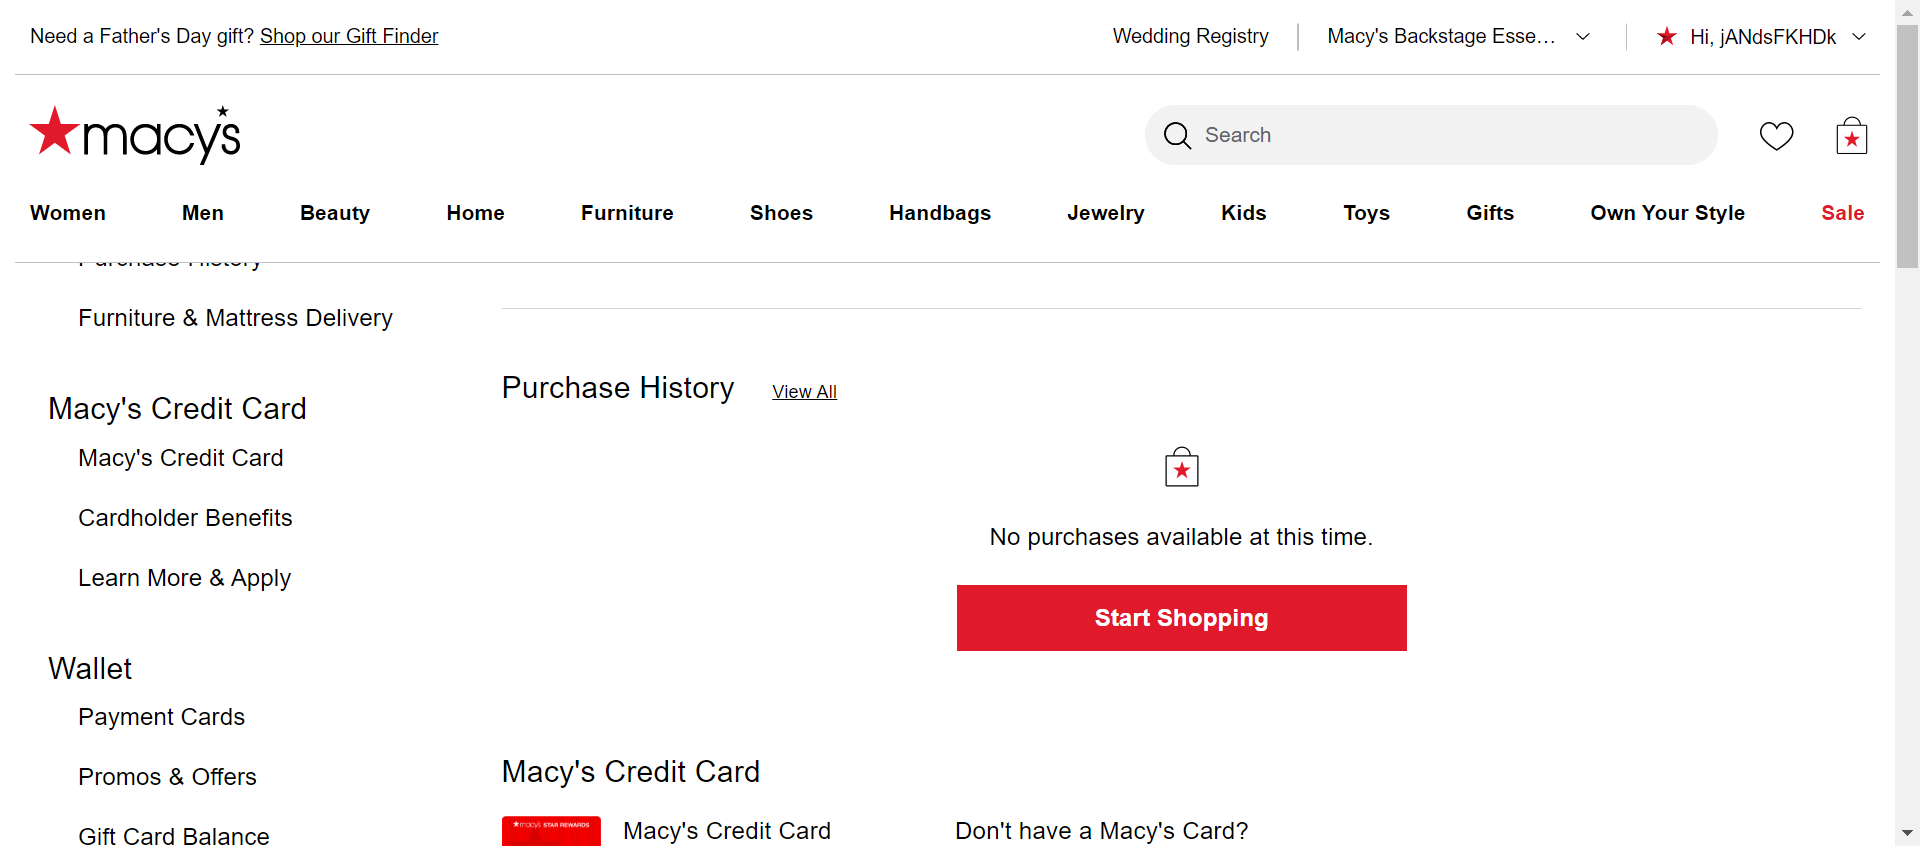 Need a Father's Day gift? Shop our Gift Finder
Wedding Registry
Macy's Backstage Esse...
Hi, jANdsFKHDk
macy's
Search
Women
Men
Beauty
Home
Furniture
Shoes
Handbags
Jewelry
Kids
Toys
Gifts
Own Your Style
Sale
Purchase History
Furniture & Mattress Delivery
Macy's Credit Card
Macy's Credit Card
Cardholder Benefits
Learn More & Apply
Wallet
Payment Cards
Promos & Offers
Gift Card Balance
Purchase History
View All
No purchases available at this time.
Start Shopping
Macy's Credit Card
macy's STAR REWARDS
Macy's Credit Card
Don't have a Macy's Card?